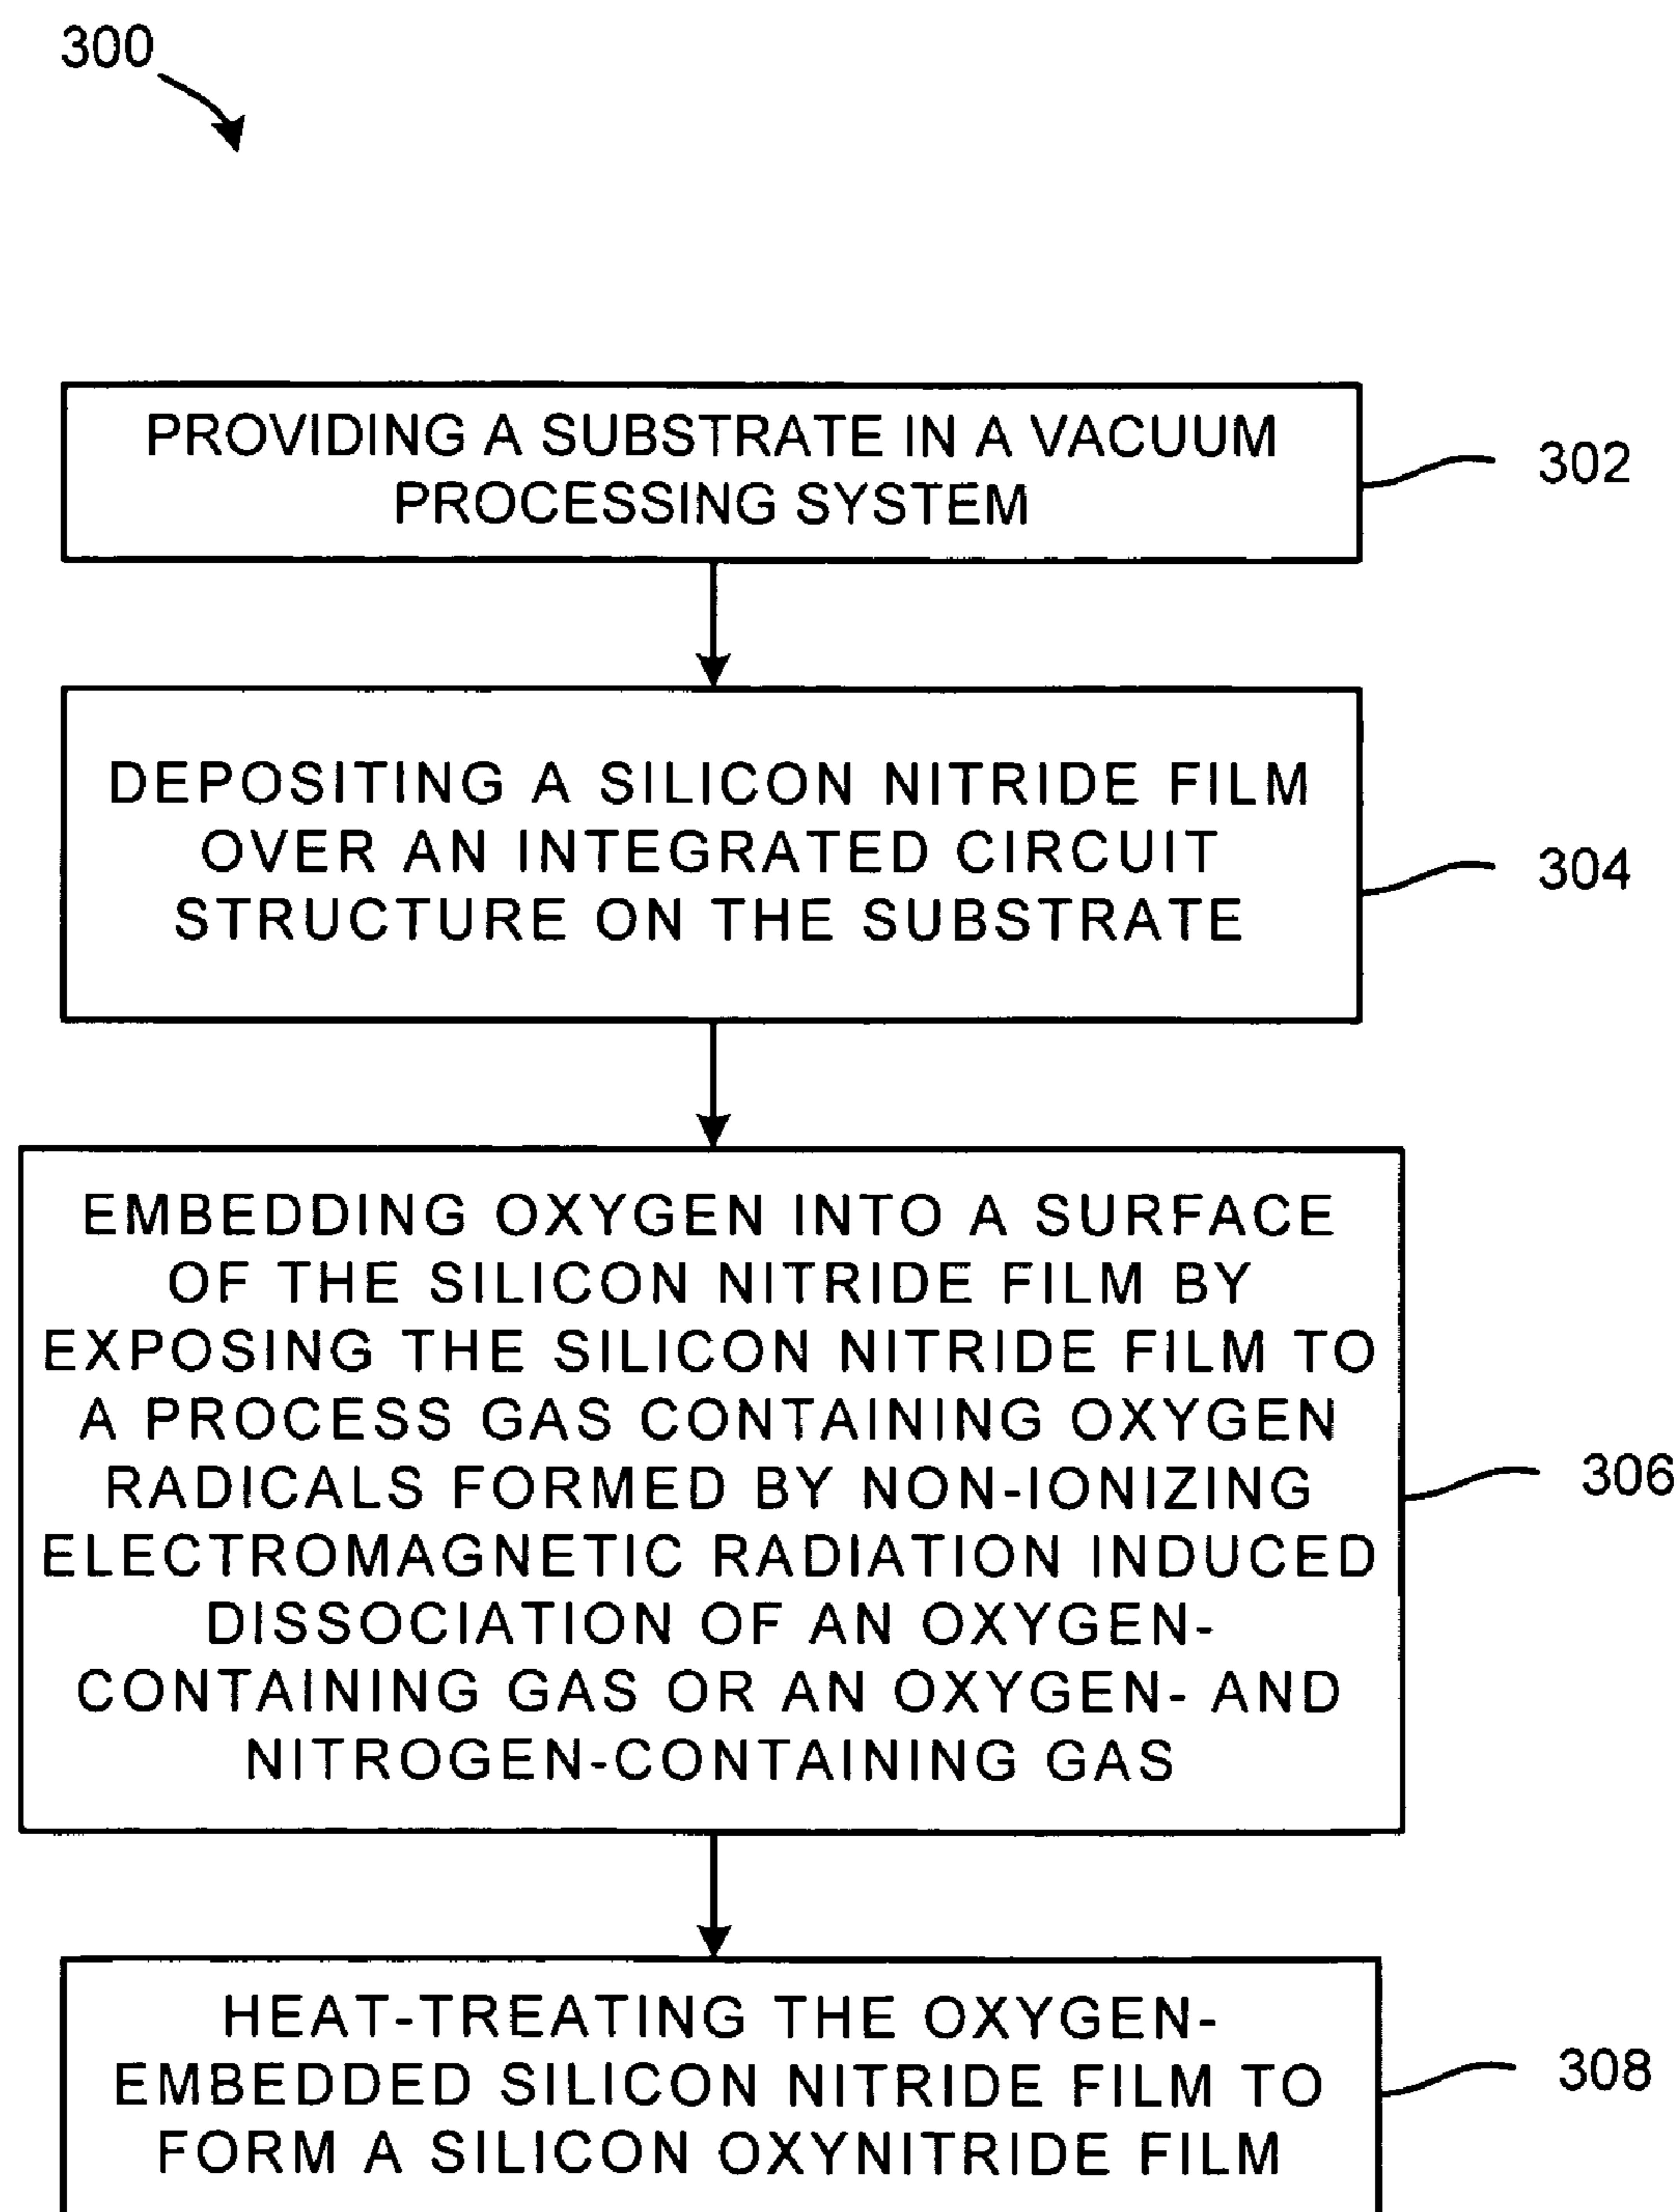 300
PROVIDING A SUBSTRATE IN A VACUUM
PROCESSING SYSTEM
302
DEPOSITING A SILICON NITRIDE FILM
OVER AN INTEGRATED CIRCUIT
STRUCTURE ON THE SUBSTRATE
304
EMBEDDING OXYGEN INTO A SURFACE
OF THE SILICON NITRIDE FILM BY
EXPOSING THE SILICON NITRIDE FILM TO
A PROCESS GAS CONTAINING OXYGEN
RADICALS FORMED BY NON-IONIZING
ELECTROMAGNETIC RADIATION INDUCED
DISSOCIATION OF AN OXYGEN-
CONTAINING GAS OR AN OXYGEN- AND
NITROGEN-CONTAINING GAS
306
HEAT-TREATING THE OXYGEN-
EMBEDDED SILICON NITRIDE FILM TO
FORM A SILICON OXYNITRIDE FILM
308